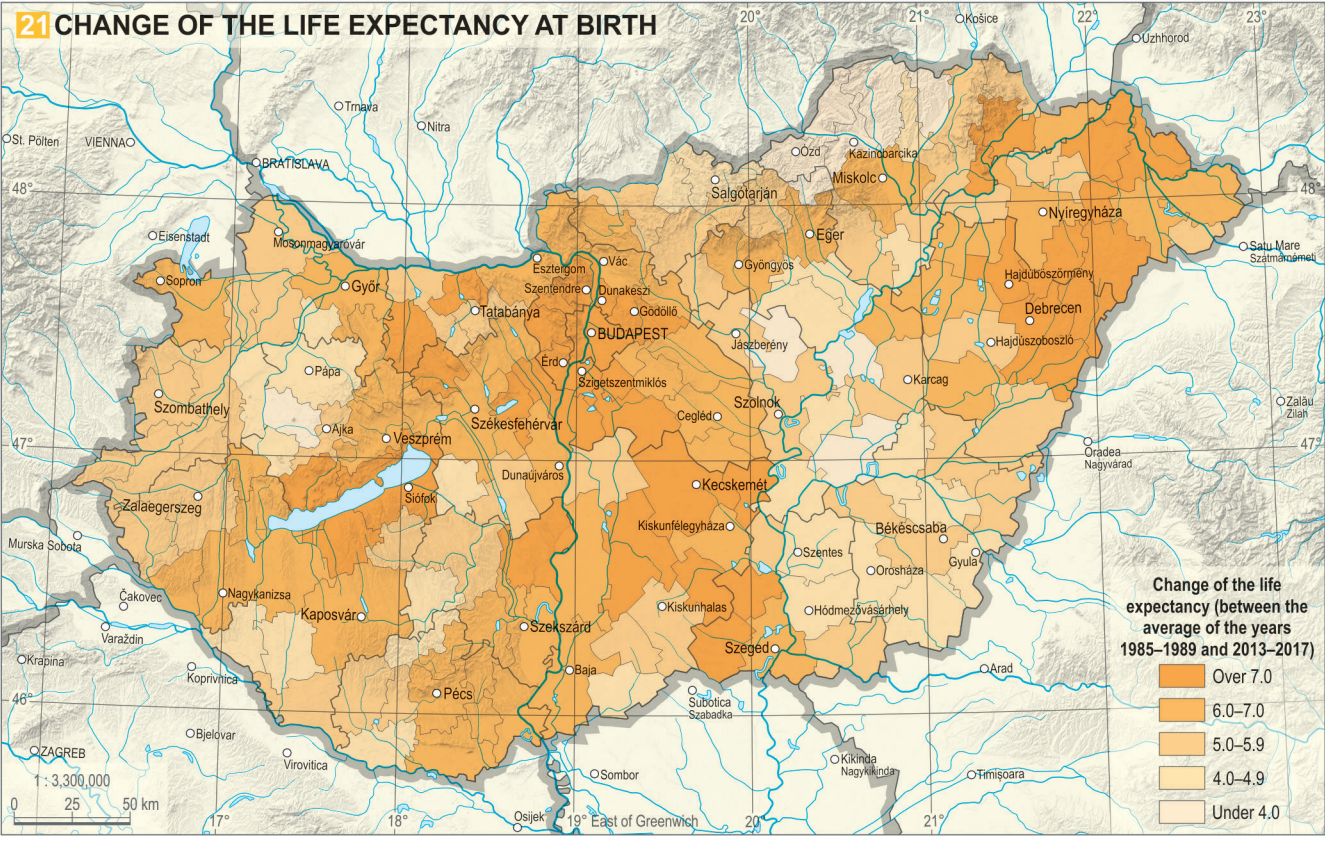 21 CHANGE OF THE LIFE EXPECTANCY AT BIRTH
20°
21°
22°
23°
Košice
Uzhhorod
Trnava
Nitra
St. Pölten
VIENNA
BRATISLAVA
Ózd
Kazincbarcika
Miskolc
Salgótarján
48°
48°
Nyíregyháza
Eisenstadt
Mosonmagyaróvár
Eger
Satu Mare
Szatmárnémeti
Sopron
Győr
Esztergom
Vác
Gyöngyös
Szentendre
Dunakeszi
Hajdúböszörmény
Tatabánya
Gödöllő
Debrecen
BUDAPEST
Jászberény
Hajdúszoboszló
Érd
Pápa
Szigetszentmiklós
Karcag
Szombathely
Székesfehérvár
Cegléd
Szolnok
Zalău
Zilah
Ajka
Veszprém
47°
47°
Oradea
Nagyvárad
Dunaújváros
Siófok
Kecskemét
Zalaegerszeg
Kiskunfélegyháza
Békéscsaba
Murska Sobota
Szentes
Gyula
Orosháza
Čakovec
Nagykanizsa
Kaposvár
Kiskunhalas
Hódmezővásárhely
Varaždin
Szekszárd
Szeged
Krapina
Koprivnica
Baja
Arad
46°
Pécs
Subotica
Szabadka
Bjelovar
ZAGREB
Virovitica
Sombor
Kikinda
Nagykikinda
Timișoara
Osijek
1 : 3,300,000
0 25 50 km
17°
18°
19° East of Greenwich
20°
21°
Change of the life
expectancy (between the
average of the years
1985–1989 and 2013–2017)
Over 7.0
6.0–7.0
5.0–5.9
4.0–4.9
Under 4.0